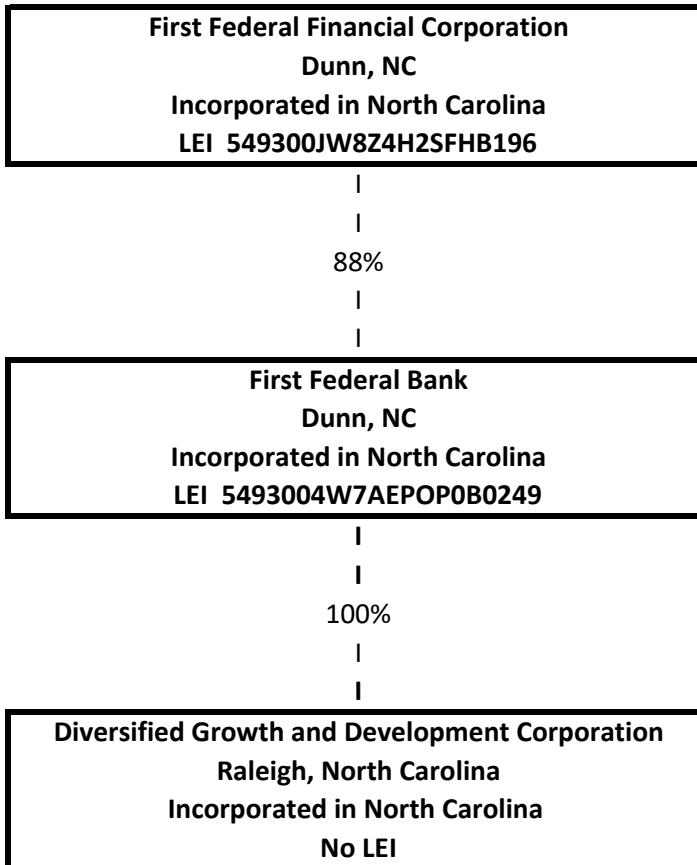 First Federal Financial Corporation
Dunn, NC
Incorporated in North Carolina
LEI 549300JW8Z4H2SFHB196
|
|
88%
|
|
First Federal Bank
Dunn, NC
Incorporated in North Carolina
LEI 5493004W7AEPOP0B0249
|
|
100%
|
|
Diversified Growth and Development Corporation
Raleigh, North Carolina
Incorporated in North Carolina
No LEI